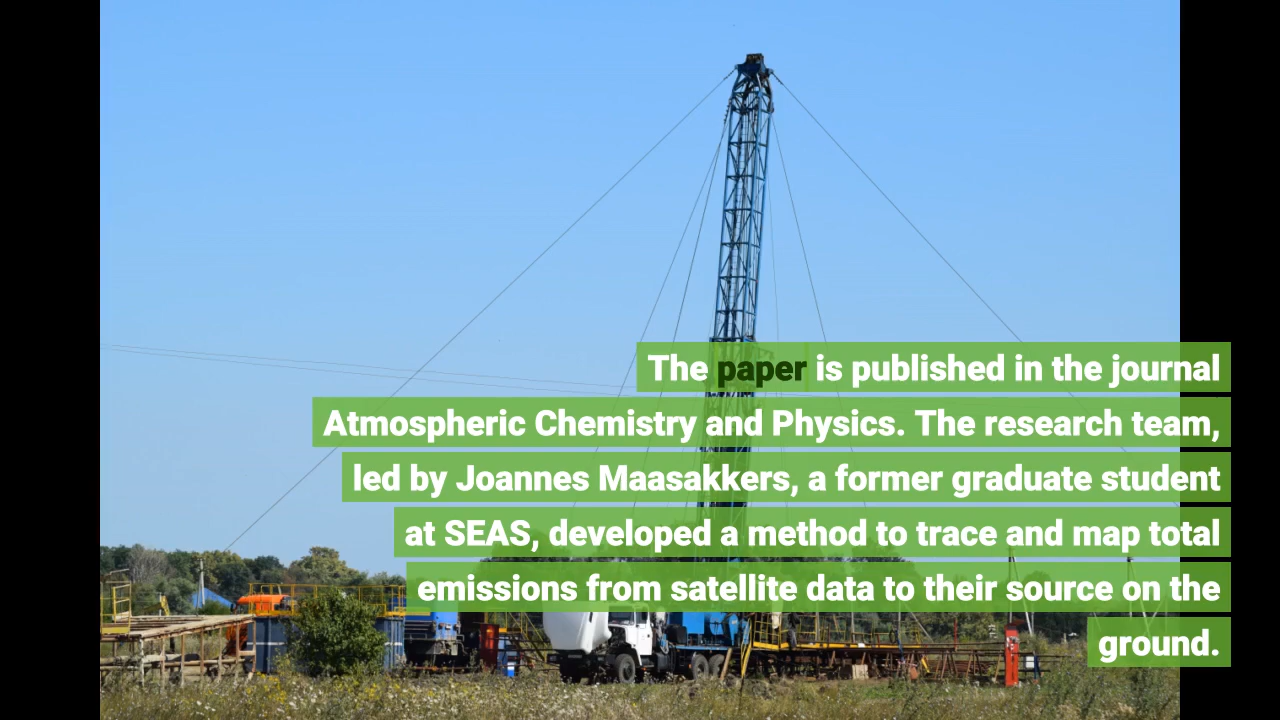 The paper is published in the journal
Atmospheric Chemistry and Physics. The research team,
led by Joannes Maasakkers, a former graduate student
at SEAS, developed a method to trace and map total
emissions from satellite data to their source on the
ground.